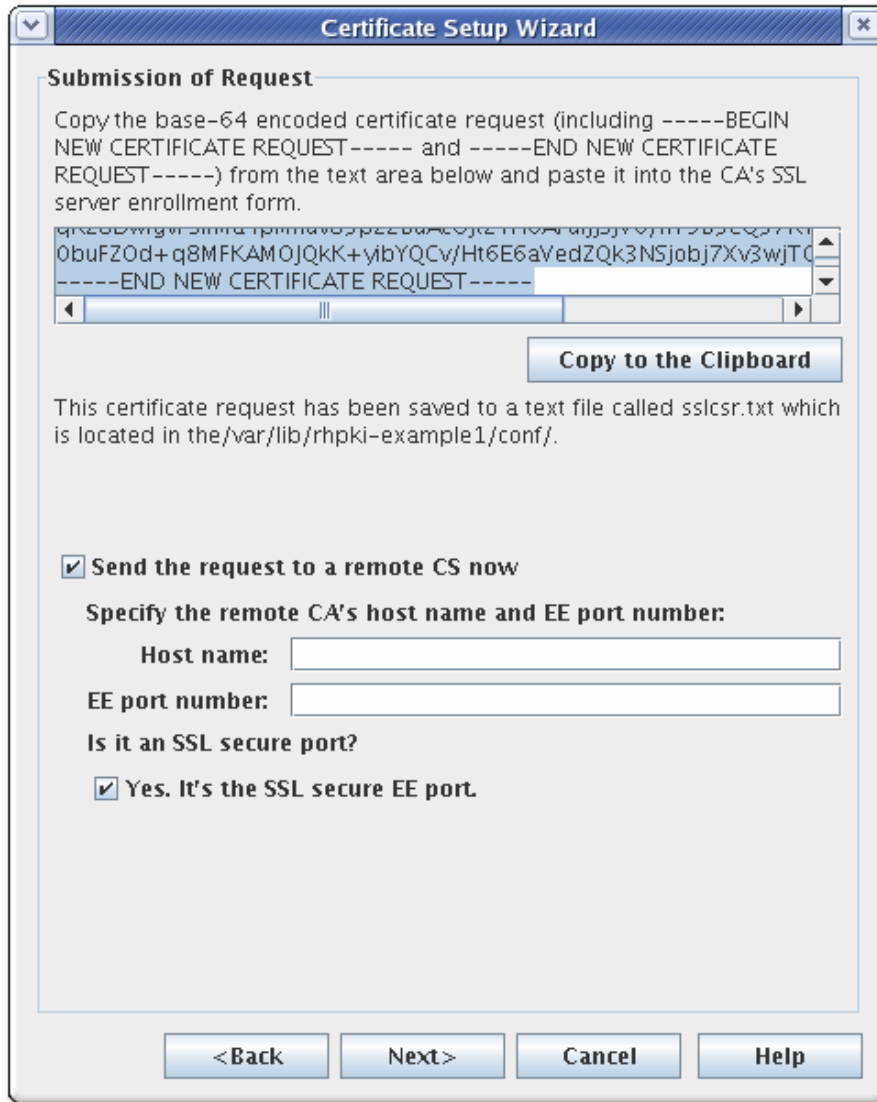 Certificate Setup Wizard
Submission of Request
Copy the base-64 encoded certificate request (including -----BEGIN
NEW CERTIFICATE REQUEST----- and -----END NEW CERTIFICATE
REQUEST-----) from the text area below and paste it into the CA's SSL
server enrollment form.
0buFZOd+q8MFKAMOJQkK+yibYQCv/Ht6E6aVedZQk3NSjobj7Xv3wjTC
-----END NEW CERTIFICATE REQUEST-----
Copy to the Clipboard
This certificate request has been saved to a text file called sslcsr.txt which
is located in the/var/lib/rhpki-example1/conf/.
Send the request to a remote CS now
Specify the remote CA's host name and EE port number:
Host name:
EE port number:
Is it an SSL secure port?
Yes. It's the SSL secure EE port.
<Back Next> Cancel Help